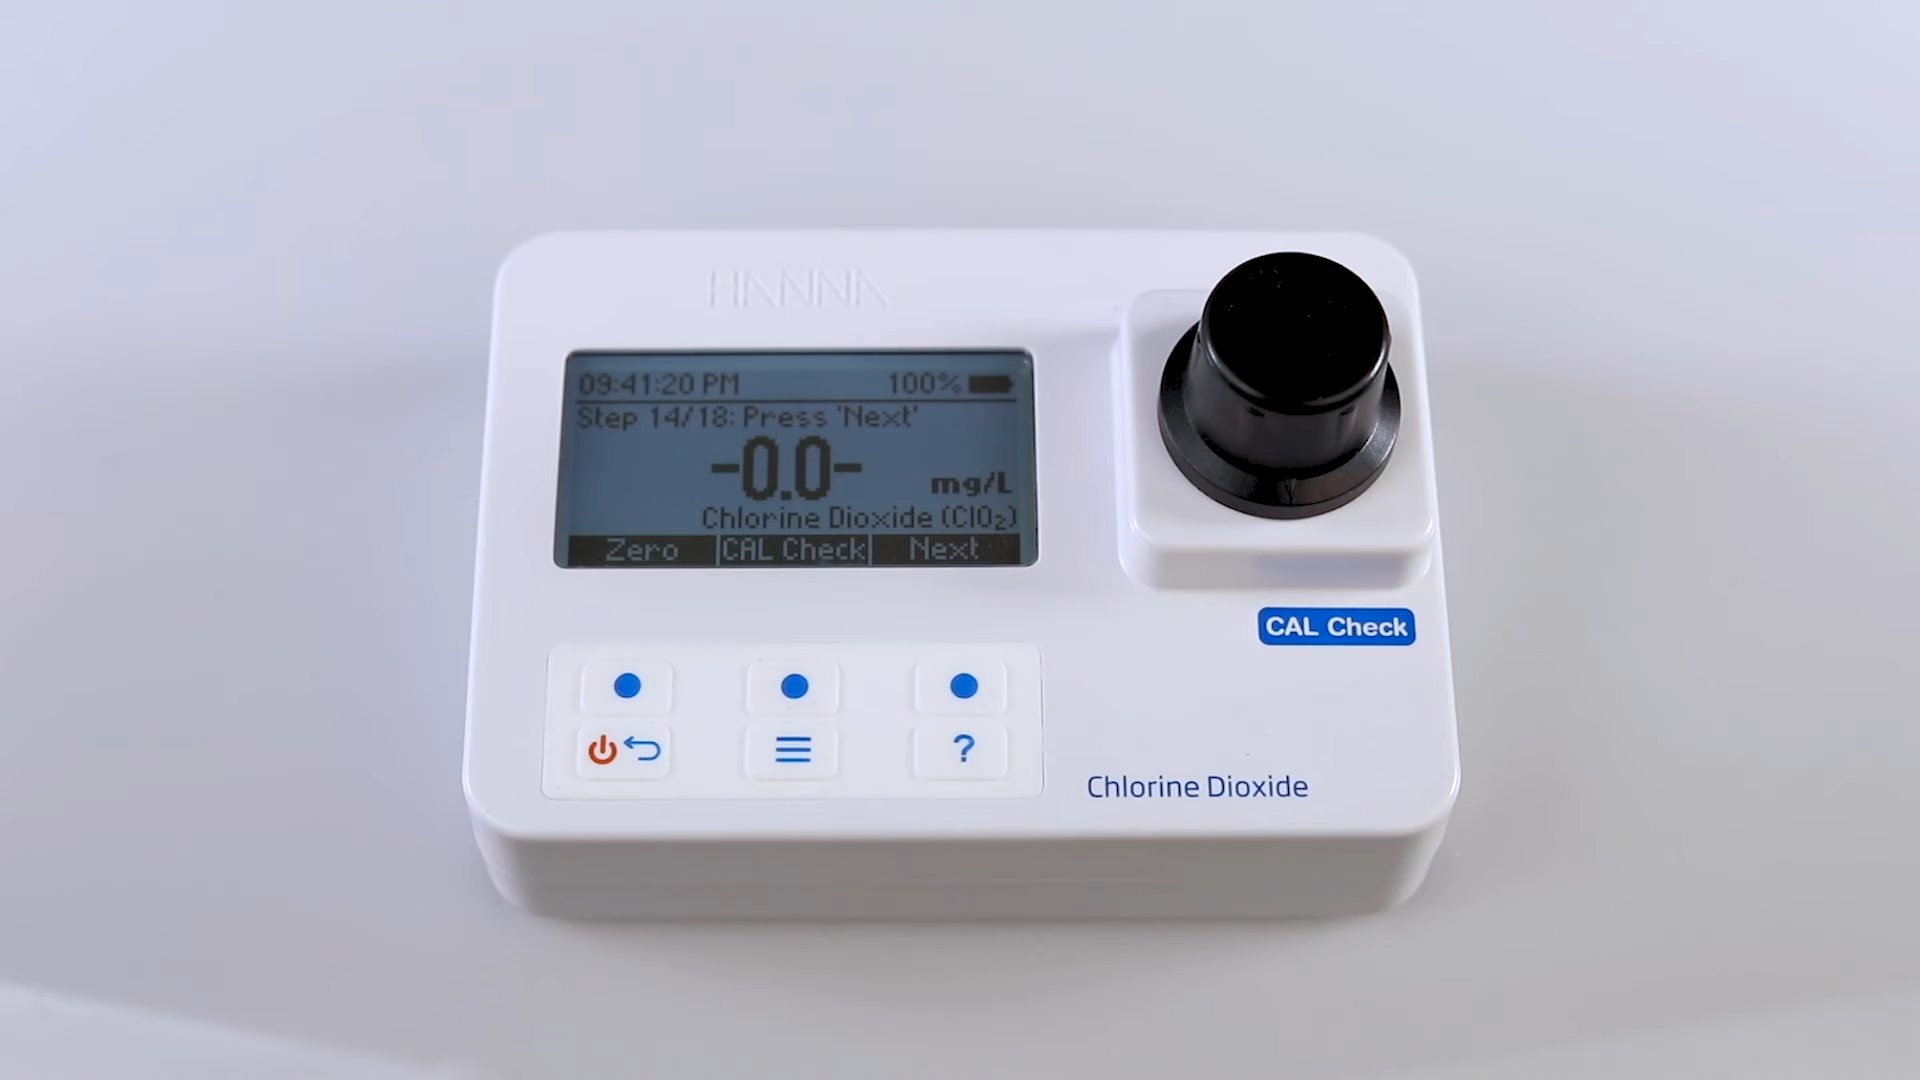 HANNA
09:41:20 PM 100%
Step 14/18: Press 'Next'
-0.0- mg/L
Chlorine Dioxide (ClO₂)
Zero CAL Check Next
CAL Check
?
Chlorine Dioxide